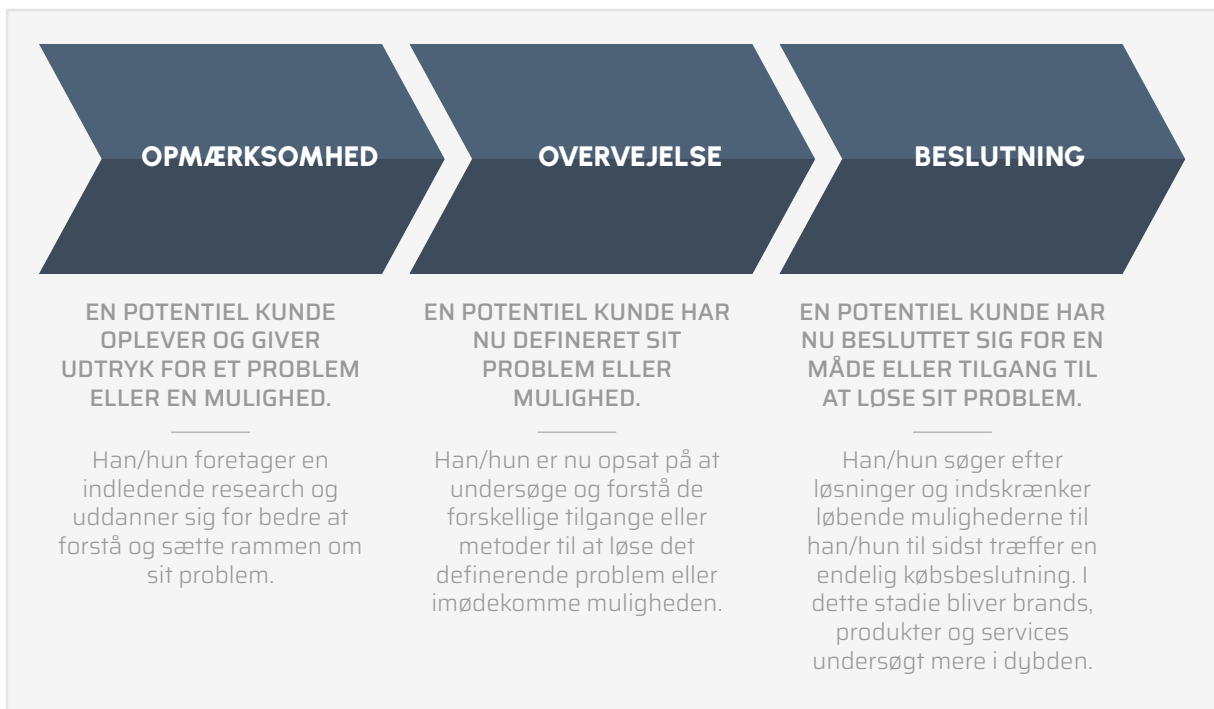 OPMÆRKSOMHED
EN POTENTIEL KUNDE
OPLEVER OG GIVER
UDTRYK FOR ET PROBLEM
ELLER EN MULIGHED.
Han/hun foretager en
indledende research og
uddanner sig for bedre at
forstå og sætte rammen om
sit problem.
OVERVEJELSE
EN POTENTIEL KUNDE HAR
NU DEFINERET SIT
PROBLEM ELLER
MULIGHED.
Han/hun er nu opsat på at
undersøge og forstå de
forskellige tilgange eller
metoder til at løse det
definerende problem eller
imødekomme muligheden.
BESLUTNING
EN POTENTIEL KUNDE HAR
NU BESLUTTET SIG FOR EN
MÅDE ELLER TILGANG TIL
AT LØSE SIT PROBLEM.
Han/hun søger efter
løsninger og indskrænker
løbende mulighederne til
han/hun til sidst træffer en
endelig købsbeslutning. I
dette stadie bliver brands,
produkter og services
undersøgt mere i dybden.